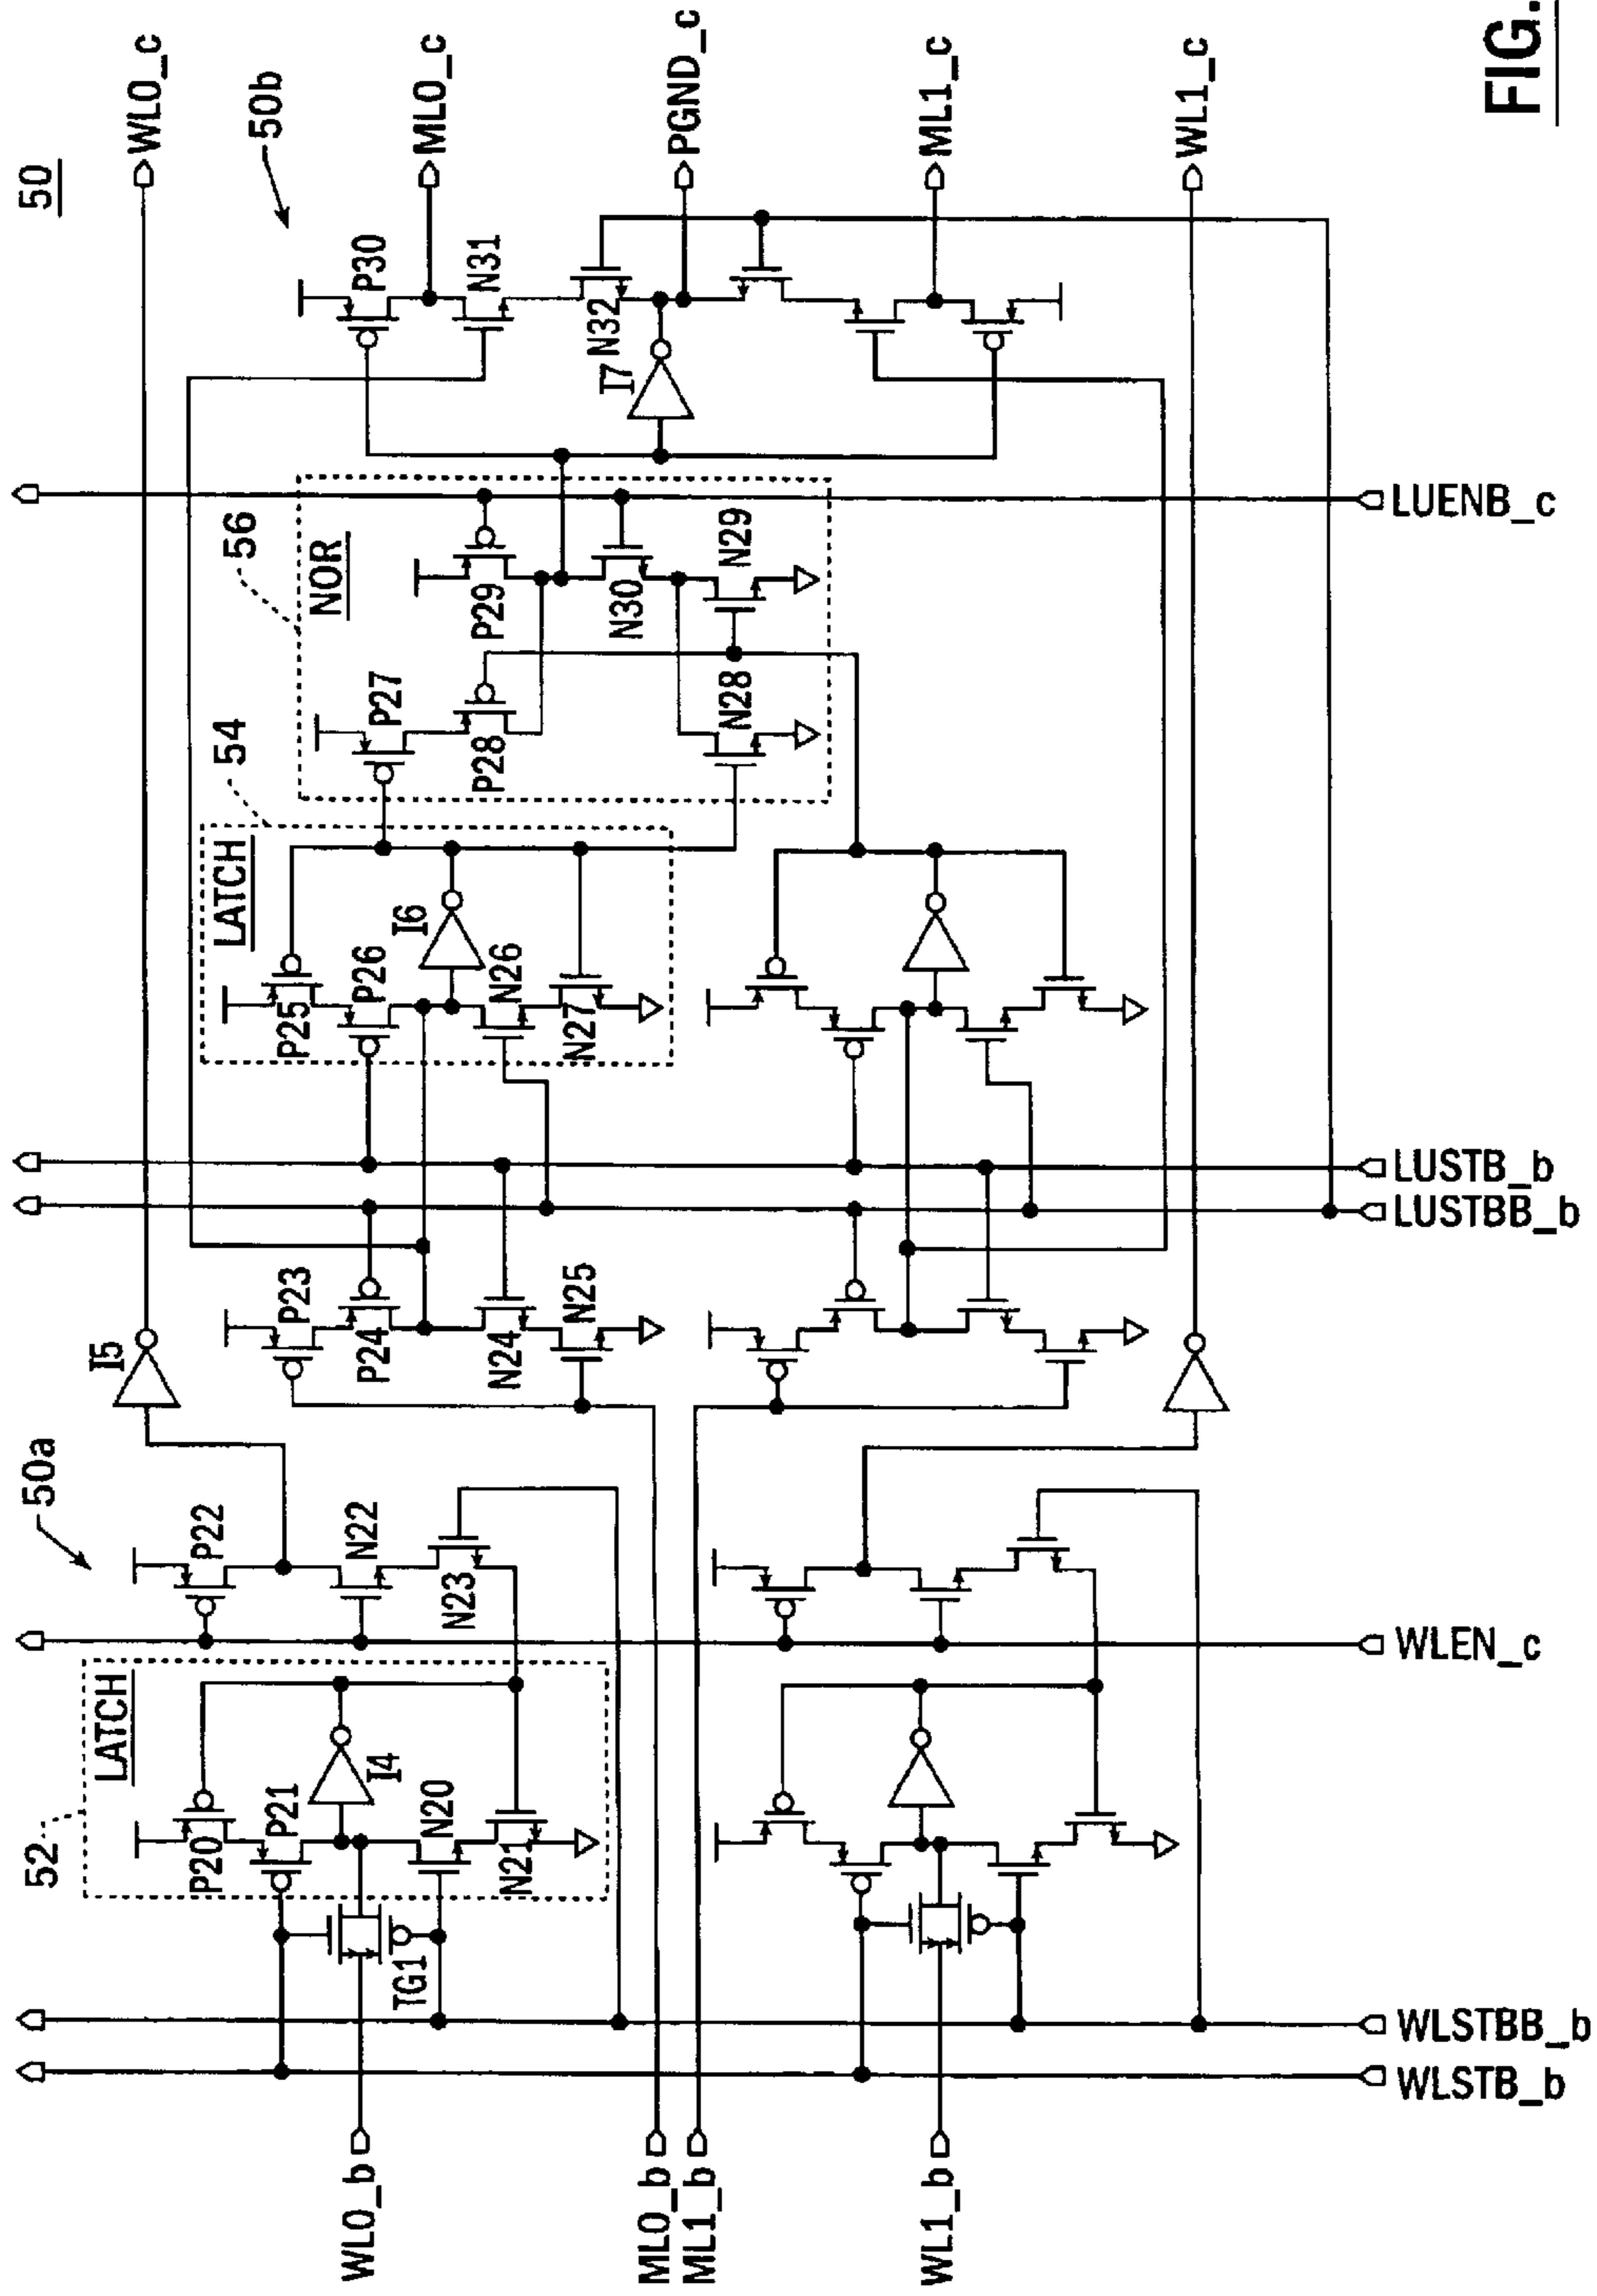 50
WL0_c
50b
ML0_c
PGND_c
ML1_c
WL1_c
P30
N31
N32
I7
56
NOR
P29
N30
N29
P27
P28
N28
LUENB_c
54
LATCH
P25
P26
I6
N26
N27
LUSTB_b
LUSTBB_b
I5
P23
P24
N24
N25
50a
P22
N22
N23
WLEN_c
52
LATCH
P20
P21
I4
N20
N21
TG1
WLSTBB_b
WLSTB_b
WL0_b
ML0_b
ML1_b
WL1_b
FIG.